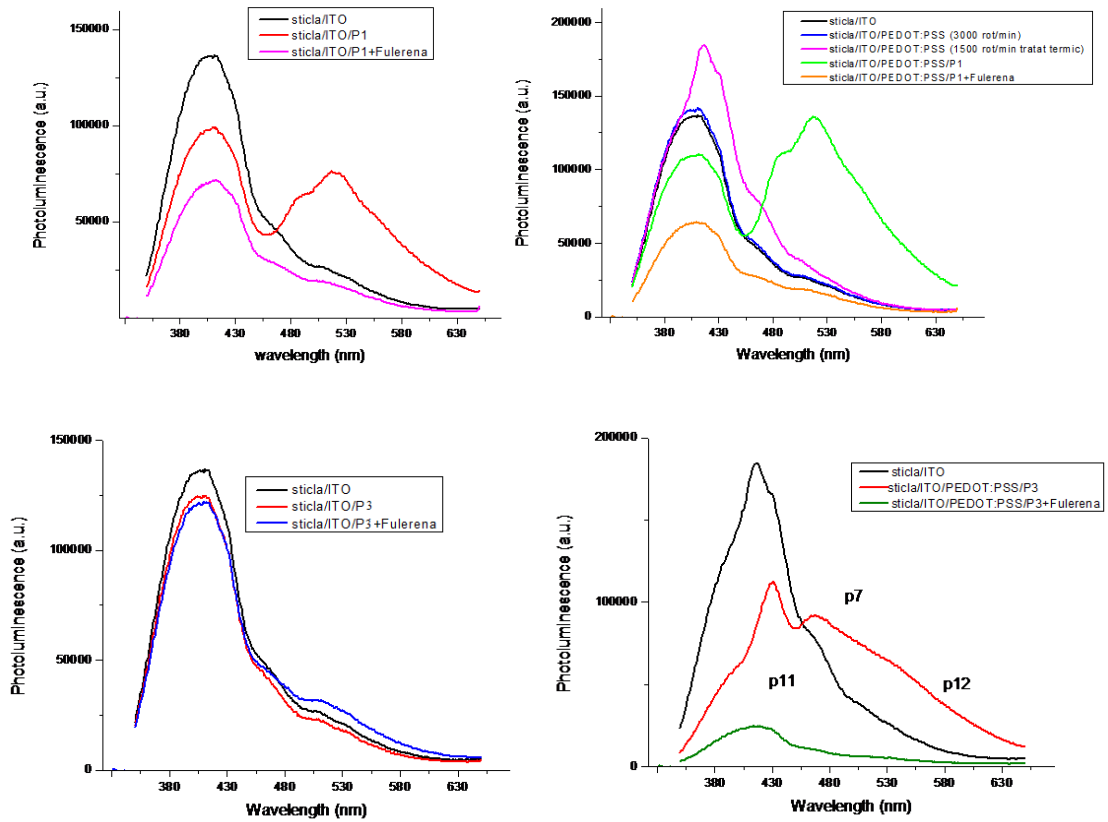 150000
100000
50000
Photoluminescence (a.u.)
sticla/ITO
sticla/ITO/P1
sticla/ITO/P1+Fulerena
380 430 480 530 580 630
wavelength (nm)
200000
150000
100000
50000
0
Photoluminescence (a.u.)
sticla/ITO
sticla/ITO/PEDOT:PSS (3000 rot/min)
sticla/ITO/PEDOT:PSS (1500 rot/min tratat termic)
sticla/ITO/PEDOT:PSS/P1
sticla/ITO/PEDOT:PSS/P1+Fulerena
380 430 480 530 580 630
Wavelength (nm)
150000
100000
50000
0
Photoluminescence (a.u.)
sticla/ITO
sticla/ITO/P3
sticla/ITO/P3+Fulerena
380 430 480 530 580 630
Wavelength (nm)
200000
100000
0
Photoluminescence (a.u.)
sticla/ITO
sticla/ITO/PEDOT:PSS/P3
sticla/ITO/PEDOT:PSS/P3+Fulerena
p7
p11
p12
380 430 480 530 580 630
Wavelength (nm)